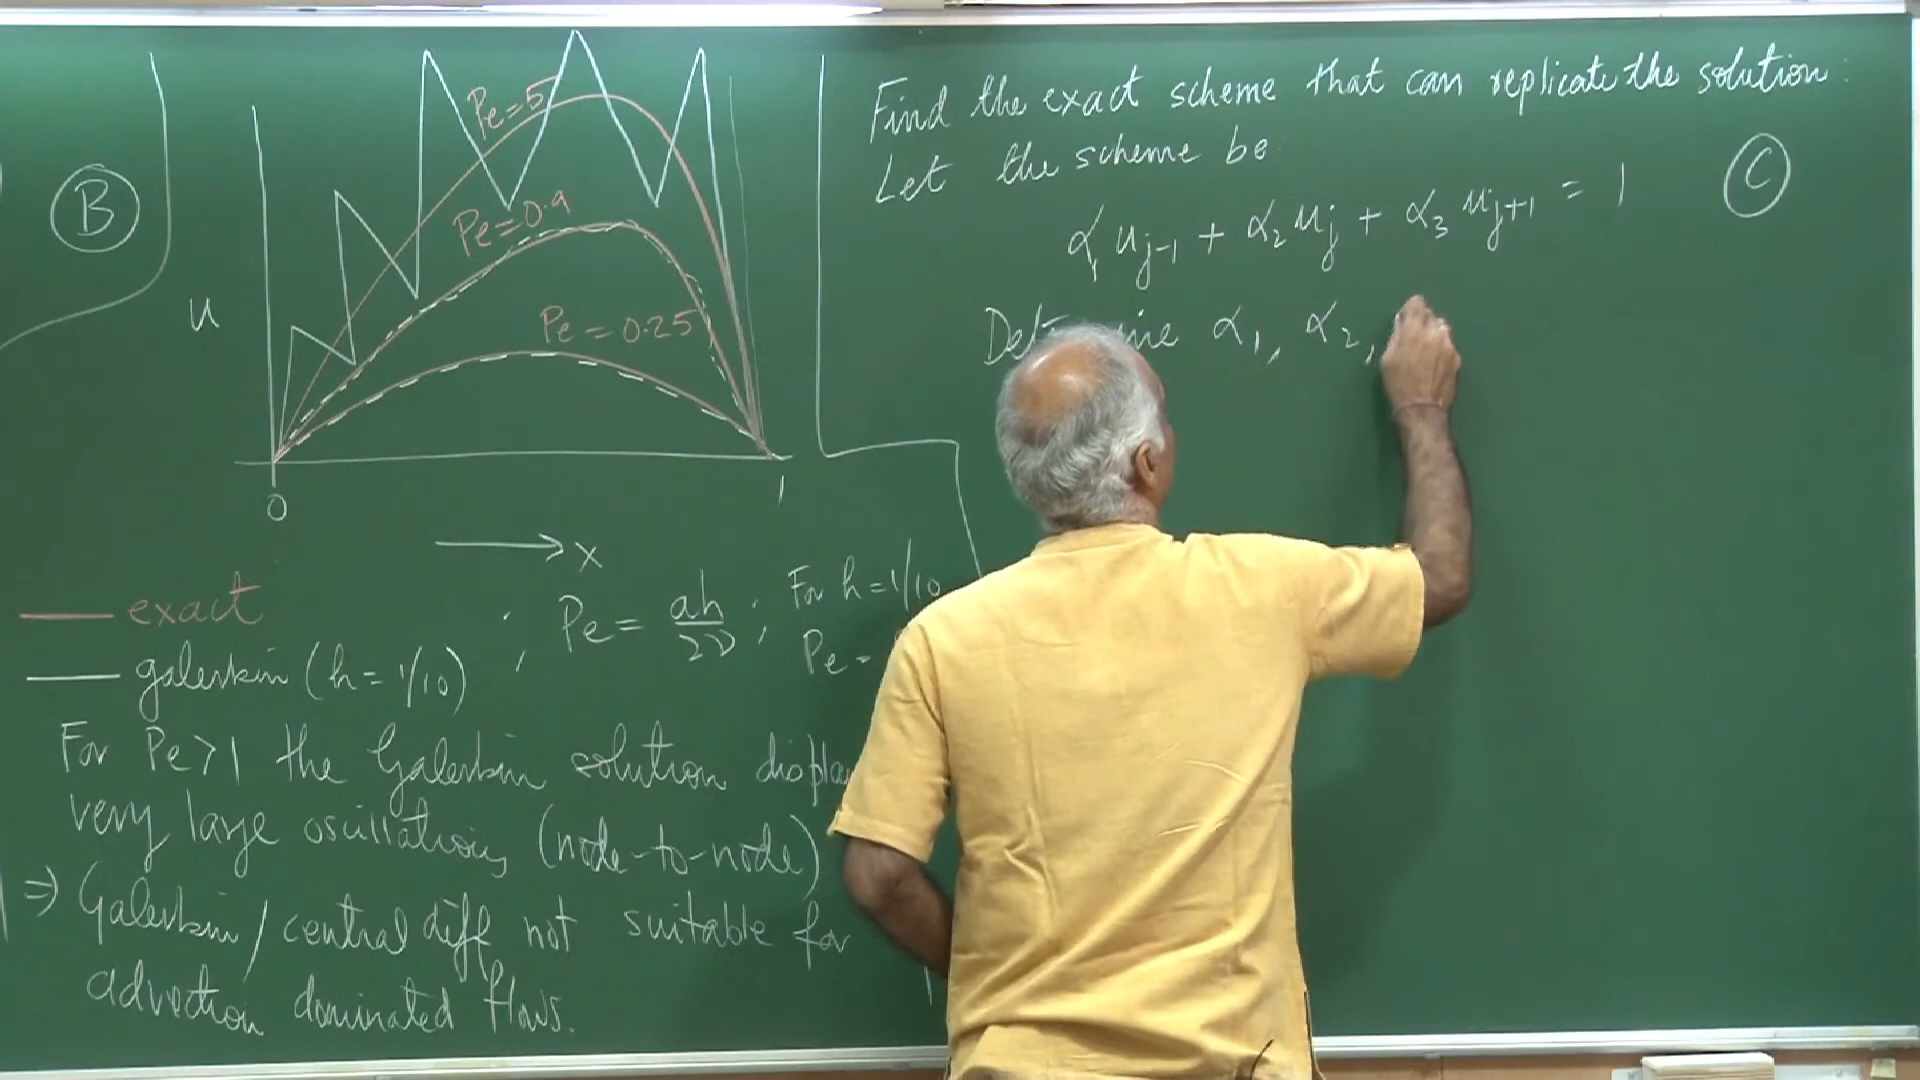 B
Pe=5
Pe=0.9
Pe = 0.25
u
0
1
x
exact
galerkin (h=1/10) ; Pe = ah/2ν ; For h=1/10
Pe=
For Pe>1 the Galerkin solution
very large oscillations (node-to-node)
⇒ Galerkin/central diff not suitable for
advection dominated flows.
Find the exact scheme that can replicate the solution:
Let the scheme be
α₁ u_{j-1} + α₂ u_j + α₃ u_{j+1} = 1
C
α₁, α₂,